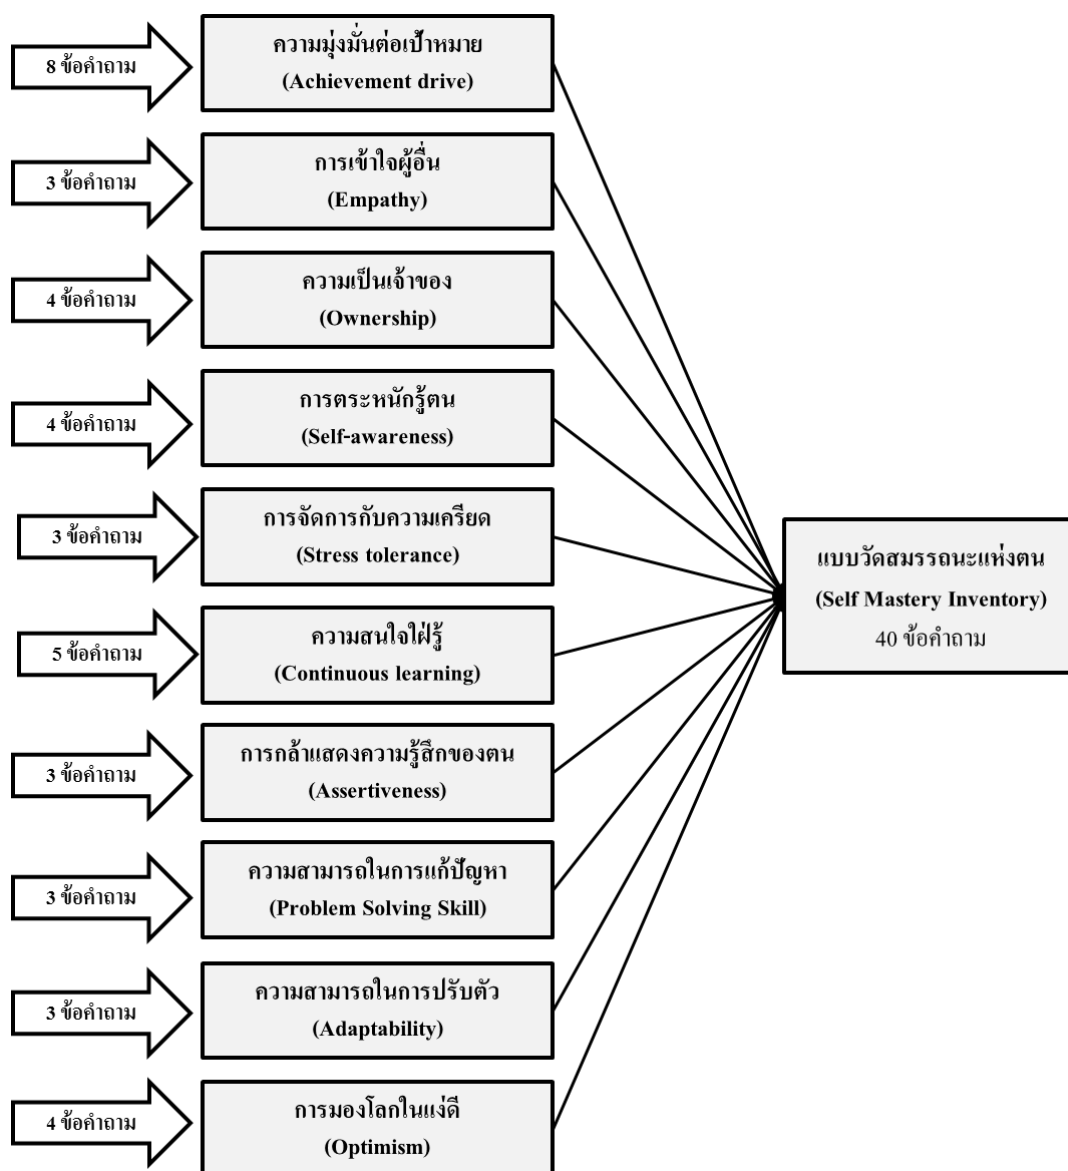 8 ข้อคำถาม
ความมุ่งมั่นต่อเป้าหมาย
(Achievement drive)
3 ข้อคำถาม
การเข้าใจผู้อื่น
(Empathy)
4 ข้อคำถาม
ความเป็นเจ้าของ
(Ownership)
4 ข้อคำถาม
การตระหนักรู้ตน
(Self-awareness)
3 ข้อคำถาม
การจัดการกับความเครียด
(Stress tolerance)
5 ข้อคำถาม
ความสนใจใฝ่รู้
(Continuous learning)
3 ข้อคำถาม
การกล้าแสดงความรู้สึกของตน
(Assertiveness)
3 ข้อคำถาม
ความสามารถในการแก้ปัญหา
(Problem Solving Skill)
3 ข้อคำถาม
ความสามารถในการปรับตัว
(Adaptability)
4 ข้อคำถาม
การมองโลกในแง่ดี
(Optimism)
แบบวัดสมรรถนะแห่งตน
(Self Mastery Inventory)
40 ข้อคำถาม